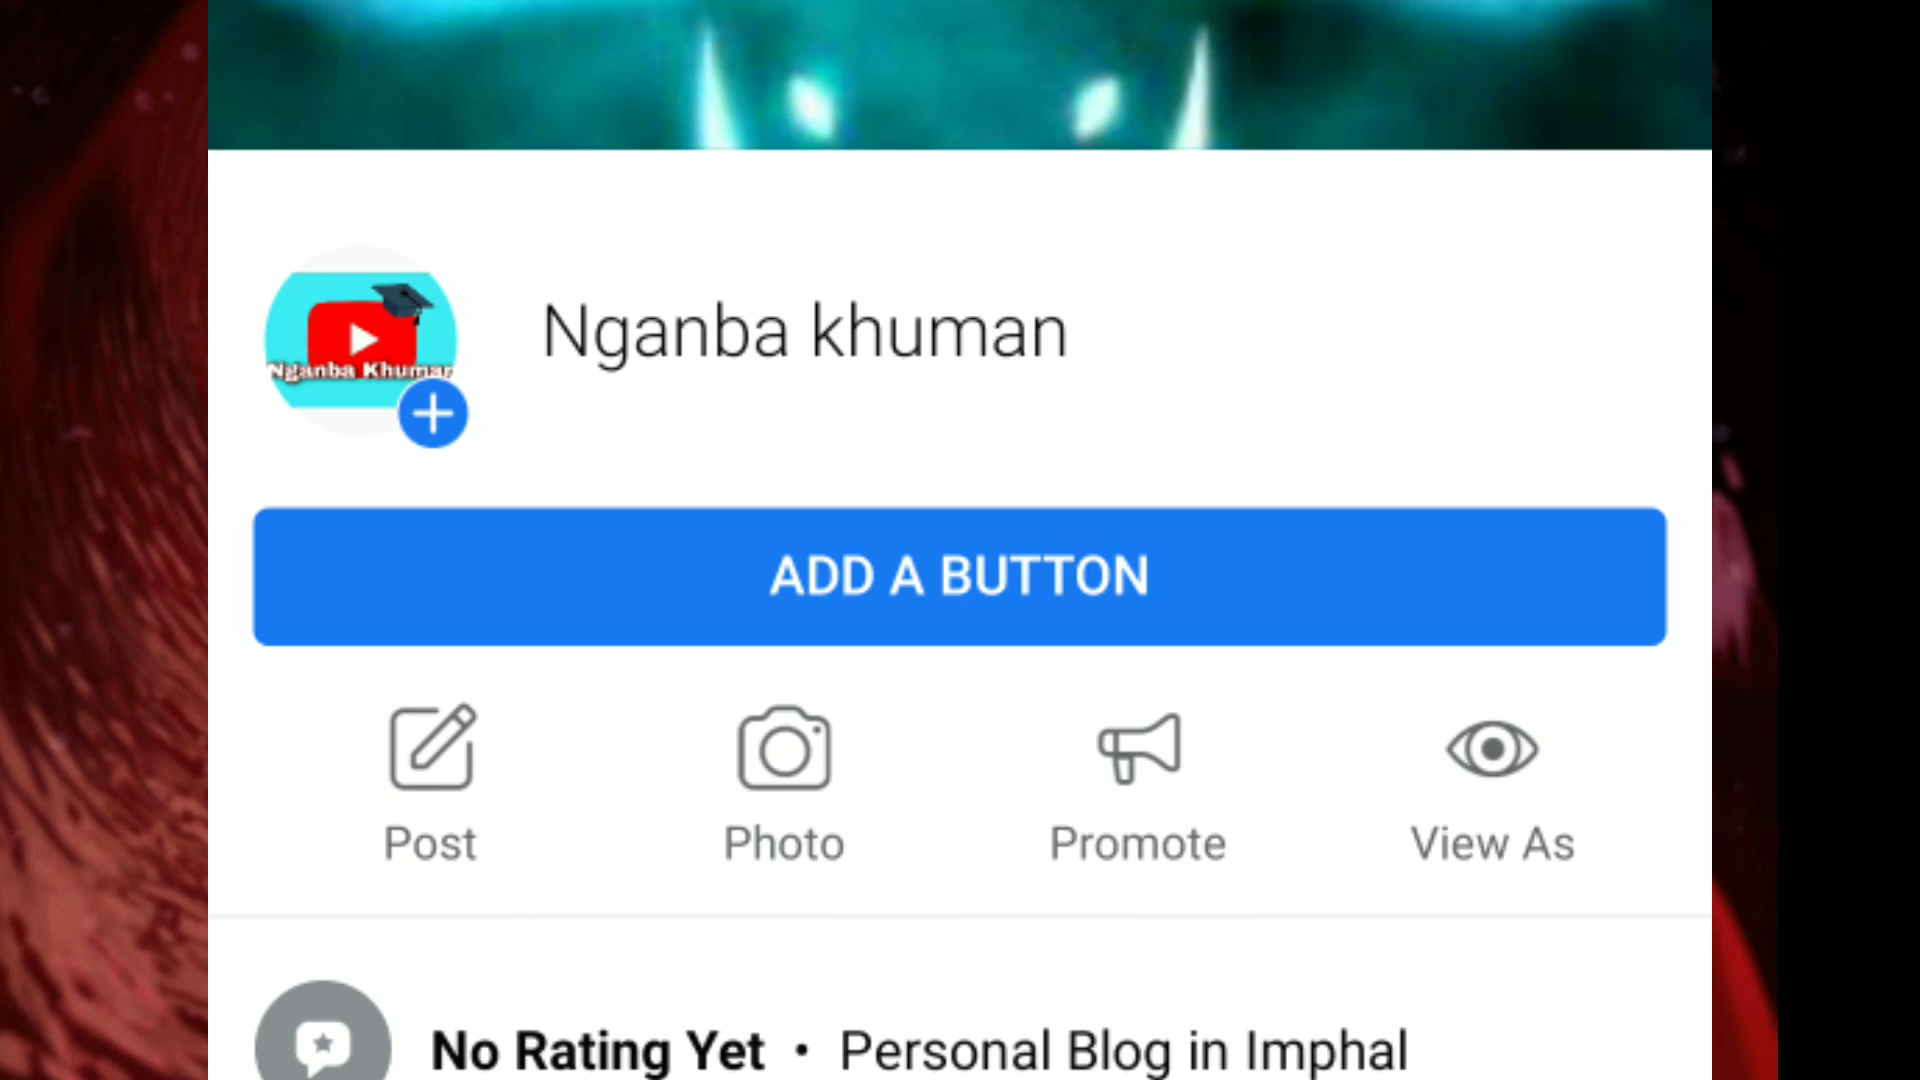 Nganba Khuman
Nganba khuman
ADD A BUTTON
Post
Photo
Promote
View As
No Rating Yet • Personal Blog in Imphal